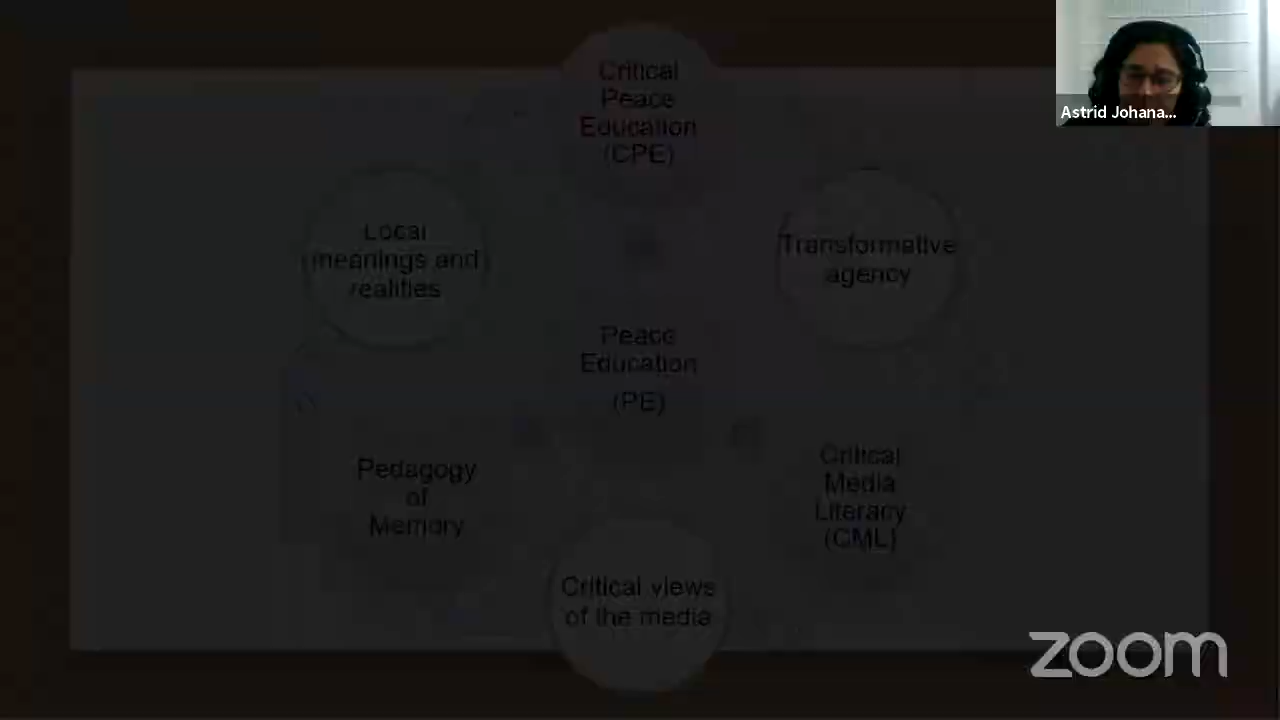 Critical
Peace
Education
(CPE)
Astrid Johana...
Local
meanings and
realities
Transformative
agency
Peace
Education
(PE)
Pedagogy
of
Memory
Critical
Media
Literacy
(CML)
Critical views
of the media
zoom